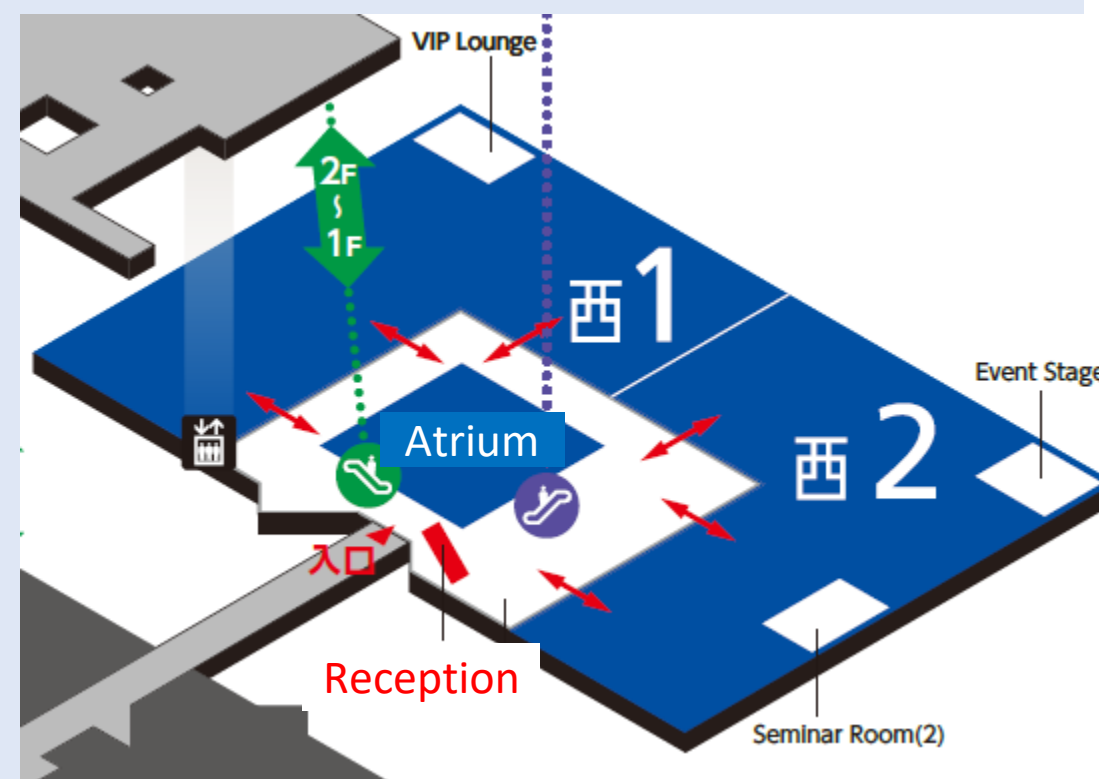 VIP Lounge
2F
〜
1F
西1
Event Stage
Atrium
西2
入口
Reception
Seminar Room(2)